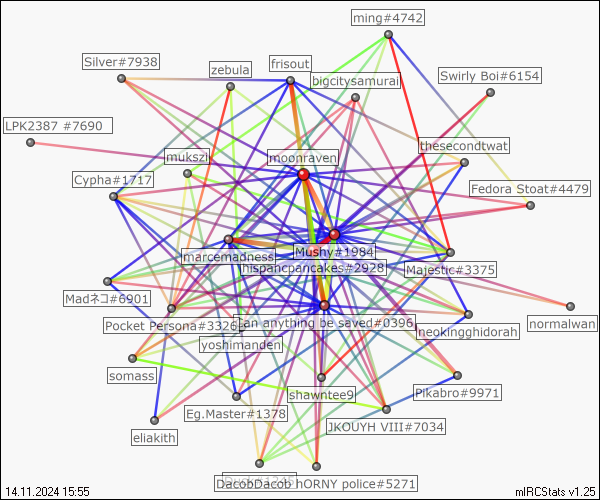 ming#4742
Silver#7938
frisout
zebula
bigcitysamurai
Swirly Boi#6154
LPK2387 #7690
thesecondtwat
mukszi
moønraven
Cypha#1717
Fedora Stoat#4479
Mushy#1984
marcemadness
hispancpancakes#2928
Majestic#3375
Madネコ#6901
Pocket Persona#3326
can anything be saved#0396
normalwan
neokingghidorah
yoshimanden
somass
shawntee9
Pikabro#9971
Eg.Master#1378
JKOUYH VIII#7034
eliakith
DacobDacob hORNY police#5271
14.11.2024 15:55
mIRCStats v1.25